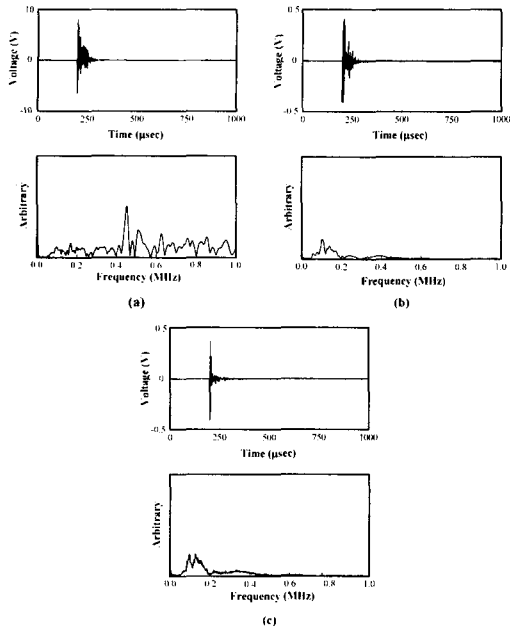 10
Voltage (V)
0
-10
0 250 500 750 1000
Time (µsec)
Arbitrary
0.0 0.2 0.4 0.6 0.8 1.0
Frequency (MHz)
(a)
0.5
Voltage (V)
0
-0.5
0 250 500 750 1000
Time (µsec)
Arbitrary
0.0 0.2 0.4 0.6 0.8 1.0
Frequency (MHz)
(b)
0.5
Voltage (V)
0
-0.5
0 250 500 750 1000
Time (µsec)
Arbitrary
0.0 0.2 0.4 0.6 0.8 1.0
Frequency (MHz)
(c)